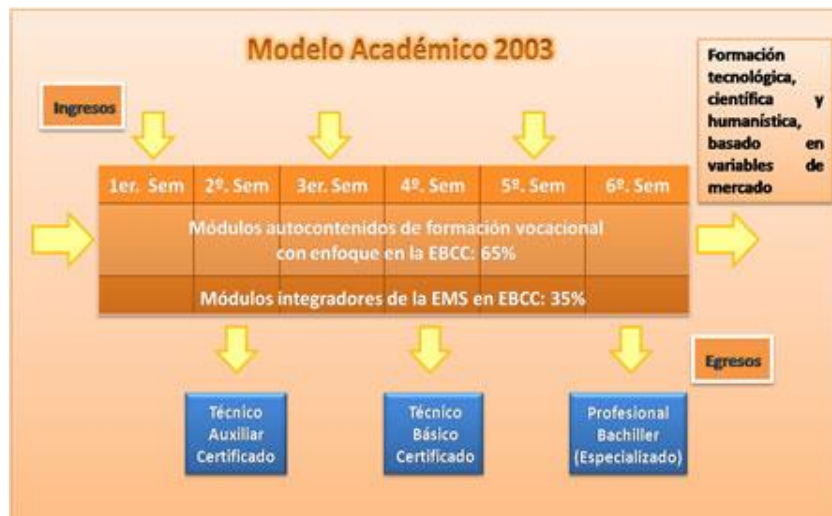 Modelo Académico 2003
Formación
tecnológica,
científica y
humanística,
basado en
variables de
mercado
Ingresos
1er. Sem 2º. Sem 3er. Sem 4º. Sem 5º. Sem 6º. Sem
Módulos autocontenidos de formación vocacional
con enfoque en la EBCC: 65%
Módulos integradores de la EMS en EBCC: 35%
Egresos
Técnico
Auxiliar
Certificado
Técnico
Básico
Certificado
Profesional
Bachiller
(Especializado)